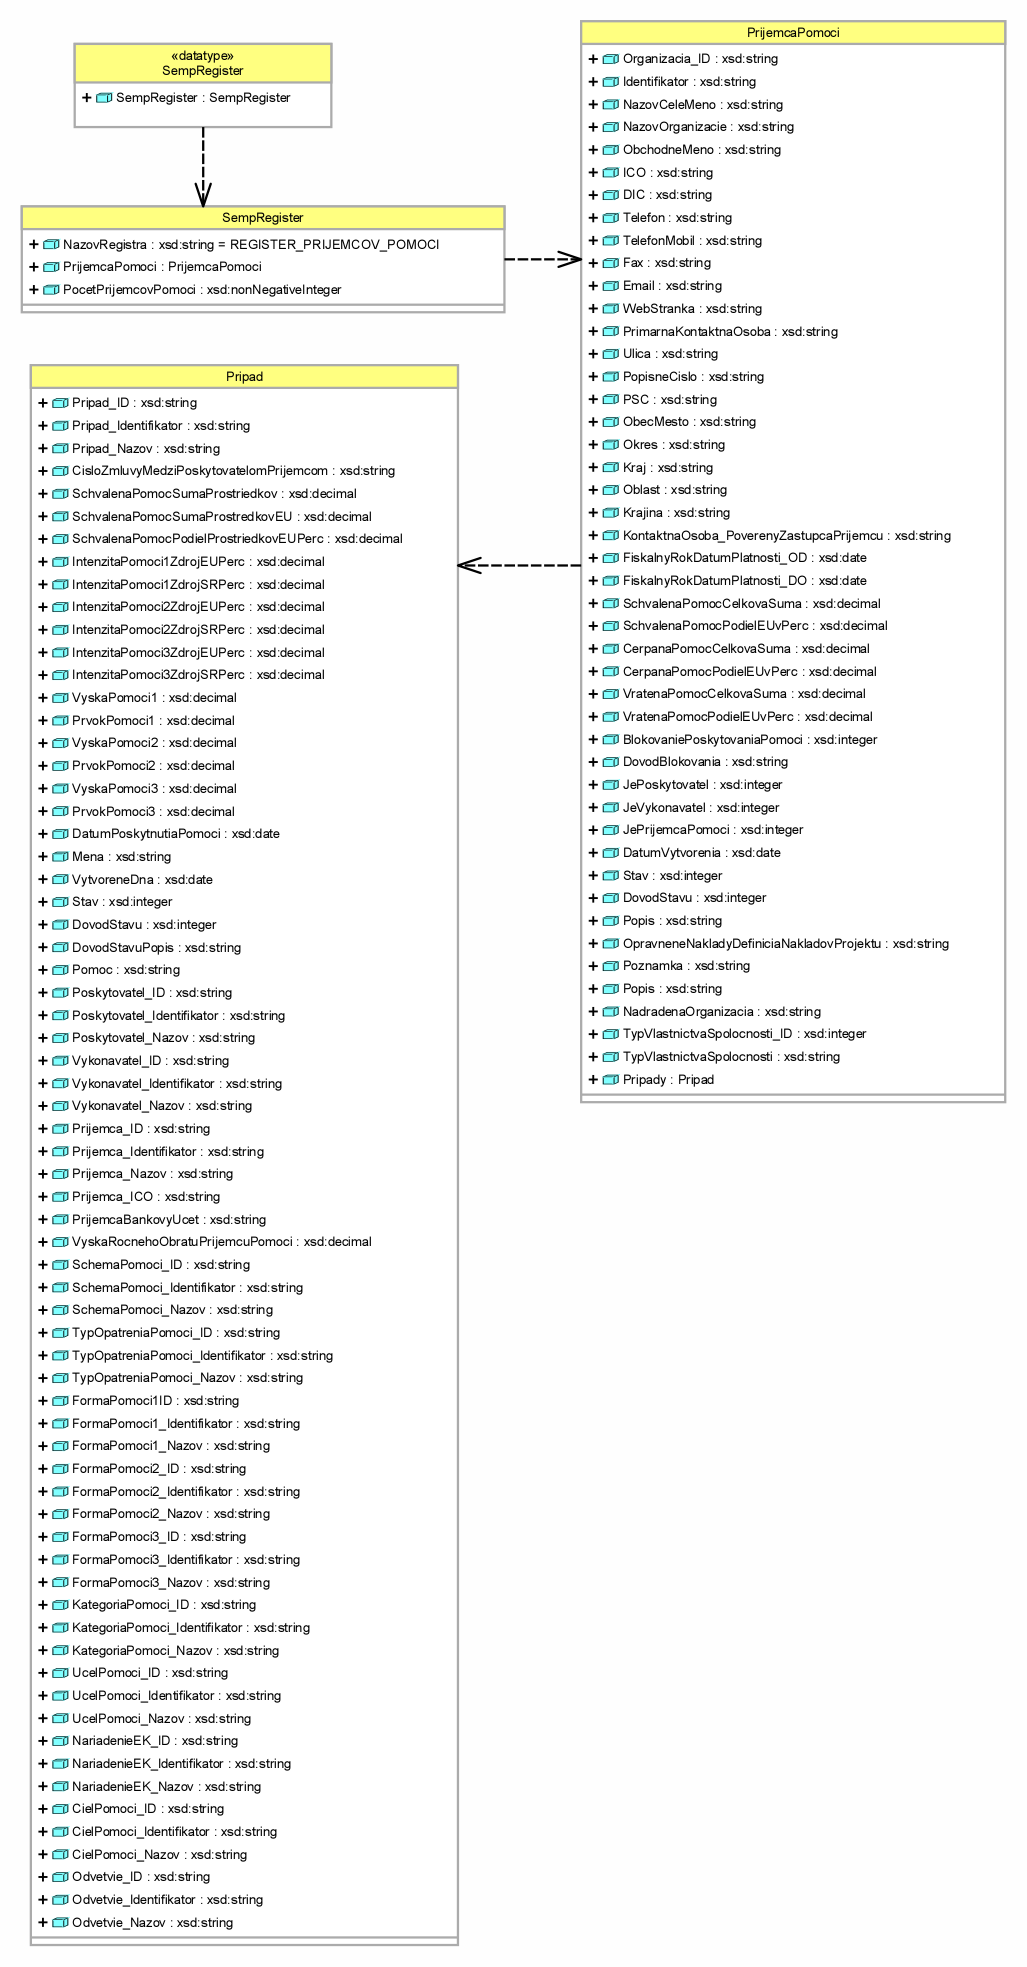 «datatype»
SempRegister
+ SempRegister : SempRegister
SempRegister
+ NazovRegistra : xsd:string = REGISTER_PRIJEMCOV_POMOCI
+ PrijemcaPomoci : PrijemcaPomoci
+ PocetPrijemcovPomoci : xsd:nonNegativeInteger
PrijemcaPomoci
+ Organizacia_ID : xsd:string
+ Identifikator : xsd:string
+ NazovCeleMeno : xsd:string
+ NazovOrganizacie : xsd:string
+ ObchodneMeno : xsd:string
+ ICO : xsd:string
+ DIC : xsd:string
+ Telefon : xsd:string
+ TelefonMobil : xsd:string
+ Fax : xsd:string
+ Email : xsd:string
+ WebStranka : xsd:string
+ PrimarnaKontaktnaOsoba : xsd:string
+ Ulica : xsd:string
+ PopisneCislo : xsd:string
+ PSC : xsd:string
+ ObecMesto : xsd:string
+ Okres : xsd:string
+ Kraj : xsd:string
+ Oblast : xsd:string
+ Krajina : xsd:string
+ KontaktnaOsoba_PoverenyZastupcaPrijemcu : xsd:string
+ FiskalnyRokDatumPlatnosti_OD : xsd:date
+ FiskalnyRokDatumPlatnosti_DO : xsd:date
+ SchvalenaPomocCelkovaSuma : xsd:decimal
+ SchvalenaPomocPodielEUvPerc : xsd:decimal
+ CerpanaPomocCelkovaSuma : xsd:decimal
+ CerpanaPomocPodielEUvPerc : xsd:decimal
+ VratenaPomocCelkovaSuma : xsd:decimal
+ VratenaPomocPodielEUvPerc : xsd:decimal
+ BlokovaniePoskytovaniaPomoci : xsd:integer
+ DovodBlokovania : xsd:string
+ JePoskytovatel : xsd:integer
+ JeVykonavatel : xsd:integer
+ JePrijemcaPomoci : xsd:integer
+ DatumVytvorenia : xsd:date
+ Stav : xsd:integer
+ DovodStavu : xsd:integer
+ Popis : xsd:string
+ OpravneneNakladyDefiniciaNakladovProjektu : xsd:string
+ Poznamka : xsd:string
+ Popis : xsd:string
+ NadradenaOrganizacia : xsd:string
+ TypVlastnictvaSpolocnosti_ID : xsd:integer
+ TypVlastnictvaSpolocnosti : xsd:string
+ Pripady : Pripad
Pripad
+ Pripad_ID : xsd:string
+ Pripad_Identifikator : xsd:string
+ Pripad_Nazov : xsd:string
+ CisloZmluvyMedziPoskytovatelomPrijemcom : xsd:string
+ SchvalenaPomocSumaProstriedkov : xsd:decimal
+ SchvalenaPomocSumaProstredkovEU : xsd:decimal
+ SchvalenaPomocPodielProstriedkovEUPerc : xsd:decimal
+ IntenzitaPomoci1ZdrojEUPerc : xsd:decimal
+ IntenzitaPomoci1ZdrojSRPerc : xsd:decimal
+ IntenzitaPomoci2ZdrojEUPerc : xsd:decimal
+ IntenzitaPomoci2ZdrojSRPerc : xsd:decimal
+ IntenzitaPomoci3ZdrojEUPerc : xsd:decimal
+ IntenzitaPomoci3ZdrojSRPerc : xsd:decimal
+ VyskaPomoci1 : xsd:decimal
+ PrvokPomoci1 : xsd:decimal
+ VyskaPomoci2 : xsd:decimal
+ PrvokPomoci2 : xsd:decimal
+ VyskaPomoci3 : xsd:decimal
+ PrvokPomoci3 : xsd:decimal
+ DatumPoskytnutiaPomoci : xsd:date
+ Mena : xsd:string
+ VytvoreneDna : xsd:date
+ Stav : xsd:integer
+ DovodStavu : xsd:integer
+ DovodStavuPopis : xsd:string
+ Pomoc : xsd:string
+ Poskytovatel_ID : xsd:string
+ Poskytovatel_Identifikator : xsd:string
+ Poskytovatel_Nazov : xsd:string
+ Vykonavatel_ID : xsd:string
+ Vykonavatel_Identifikator : xsd:string
+ Vykonavatel_Nazov : xsd:string
+ Prijemca_ID : xsd:string
+ Prijemca_Identifikator : xsd:string
+ Prijemca_Nazov : xsd:string
+ Prijemca_ICO : xsd:string
+ PrijemcaBankovyUcet : xsd:string
+ VyskaRocnehoObratuPrijemcuPomoci : xsd:decimal
+ SchemaPomoci_ID : xsd:string
+ SchemaPomoci_Identifikator : xsd:string
+ SchemaPomoci_Nazov : xsd:string
+ TypOpatreniaPomoci_ID : xsd:string
+ TypOpatreniaPomoci_Identifikator : xsd:string
+ TypOpatreniaPomoci_Nazov : xsd:string
+ FormaPomoci1ID : xsd:string
+ FormaPomoci1_Identifikator : xsd:string
+ FormaPomoci1_Nazov : xsd:string
+ FormaPomoci2_ID : xsd:string
+ FormaPomoci2_Identifikator : xsd:string
+ FormaPomoci2_Nazov : xsd:string
+ FormaPomoci3_ID : xsd:string
+ FormaPomoci3_Identifikator : xsd:string
+ FormaPomoci3_Nazov : xsd:string
+ KategoriaPomoci_ID : xsd:string
+ KategoriaPomoci_Identifikator : xsd:string
+ KategoriaPomoci_Nazov : xsd:string
+ UcelPomoci_ID : xsd:string
+ UcelPomoci_Identifikator : xsd:string
+ UcelPomoci_Nazov : xsd:string
+ NariadenieEK_ID : xsd:string
+ NariadenieEK_Identifikator : xsd:string
+ NariadenieEK_Nazov : xsd:string
+ CielPomoci_ID : xsd:string
+ CielPomoci_Identifikator : xsd:string
+ CielPomoci_Nazov : xsd:string
+ Odvetvie_ID : xsd:string
+ Odvetvie_Identifikator : xsd:string
+ Odvetvie_Nazov : xsd:string